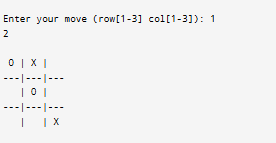 Enter your move (row[1-3] col[1-3]): 1
2
O | X |
---|---|---
| O |
---|---|---
| | X